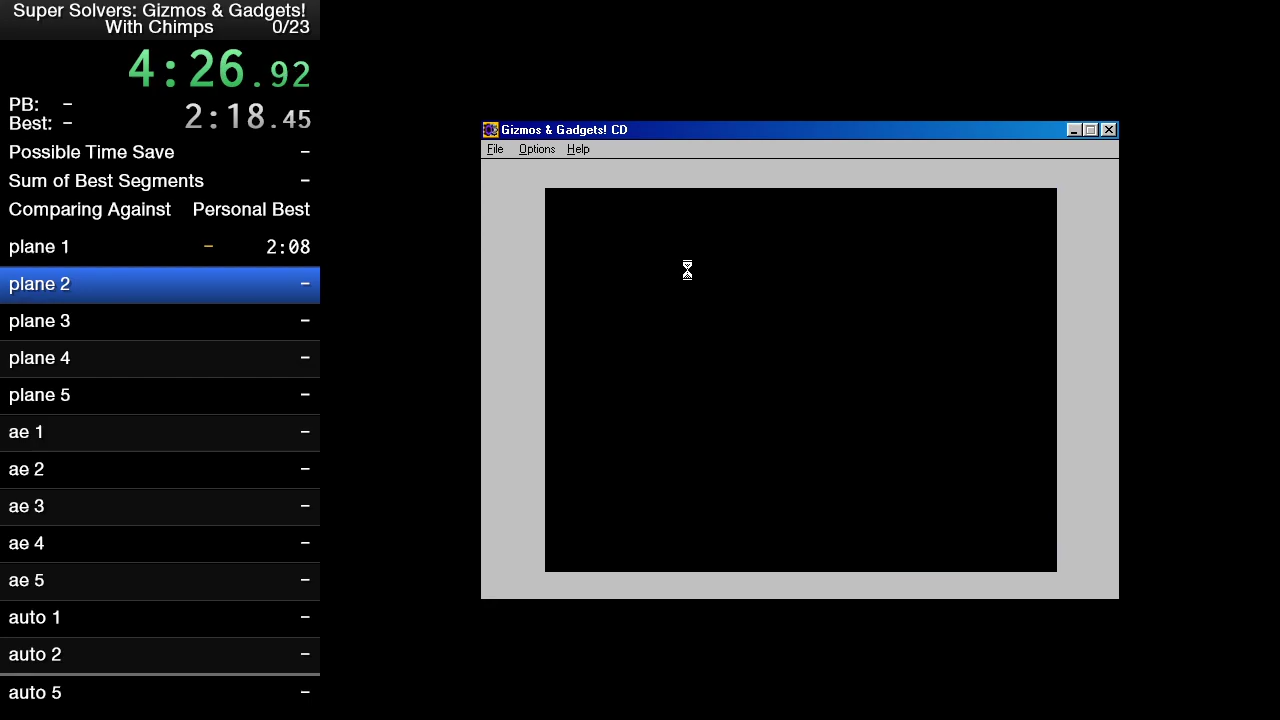 Super Solvers: Gizmos & Gadgets!
With Chimps 0/23
4:26.92
PB: -
2:18.45
Best: -
Possible Time Save -
Sum of Best Segments -
Comparing Against Personal Best
plane 1 - 2:08
plane 2 -
plane 3 -
plane 4 -
plane 5 -
ae 1 -
ae 2 -
ae 3 -
ae 4 -
ae 5 -
auto 1 -
auto 2 -
auto 5 -
Gizmos & Gadgets! CD
File Options Help